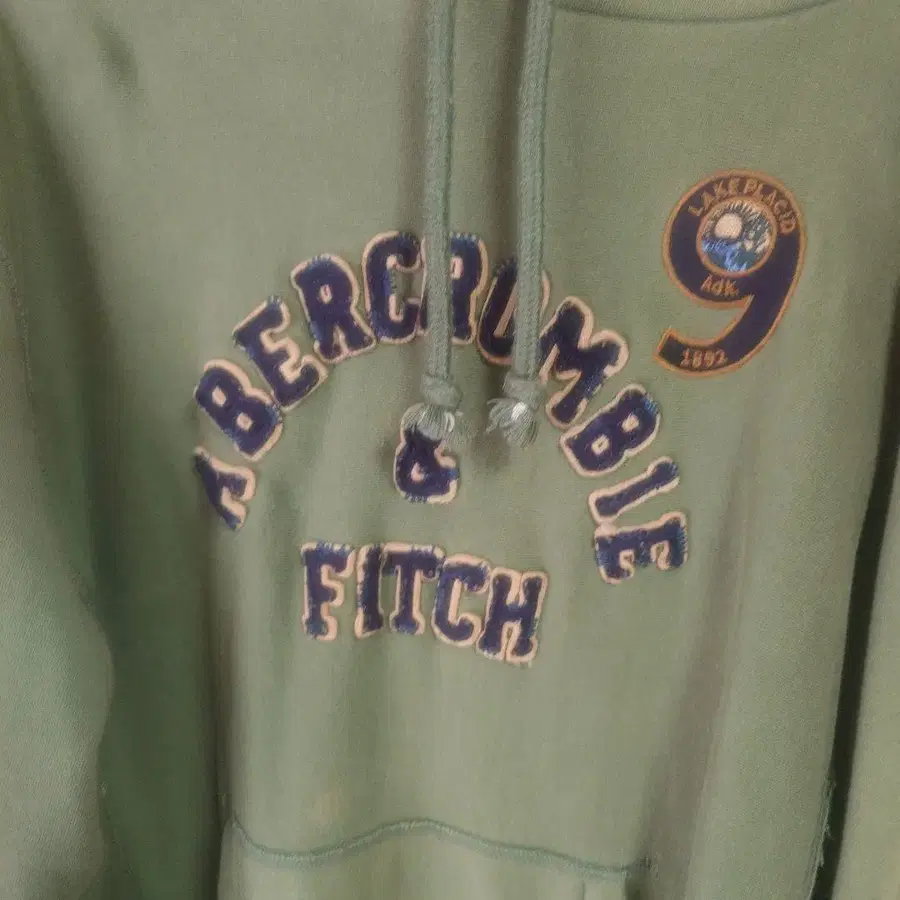 ABERCROMBIE
&
FITCH
LAKE PLACID
9
Adk.
1892